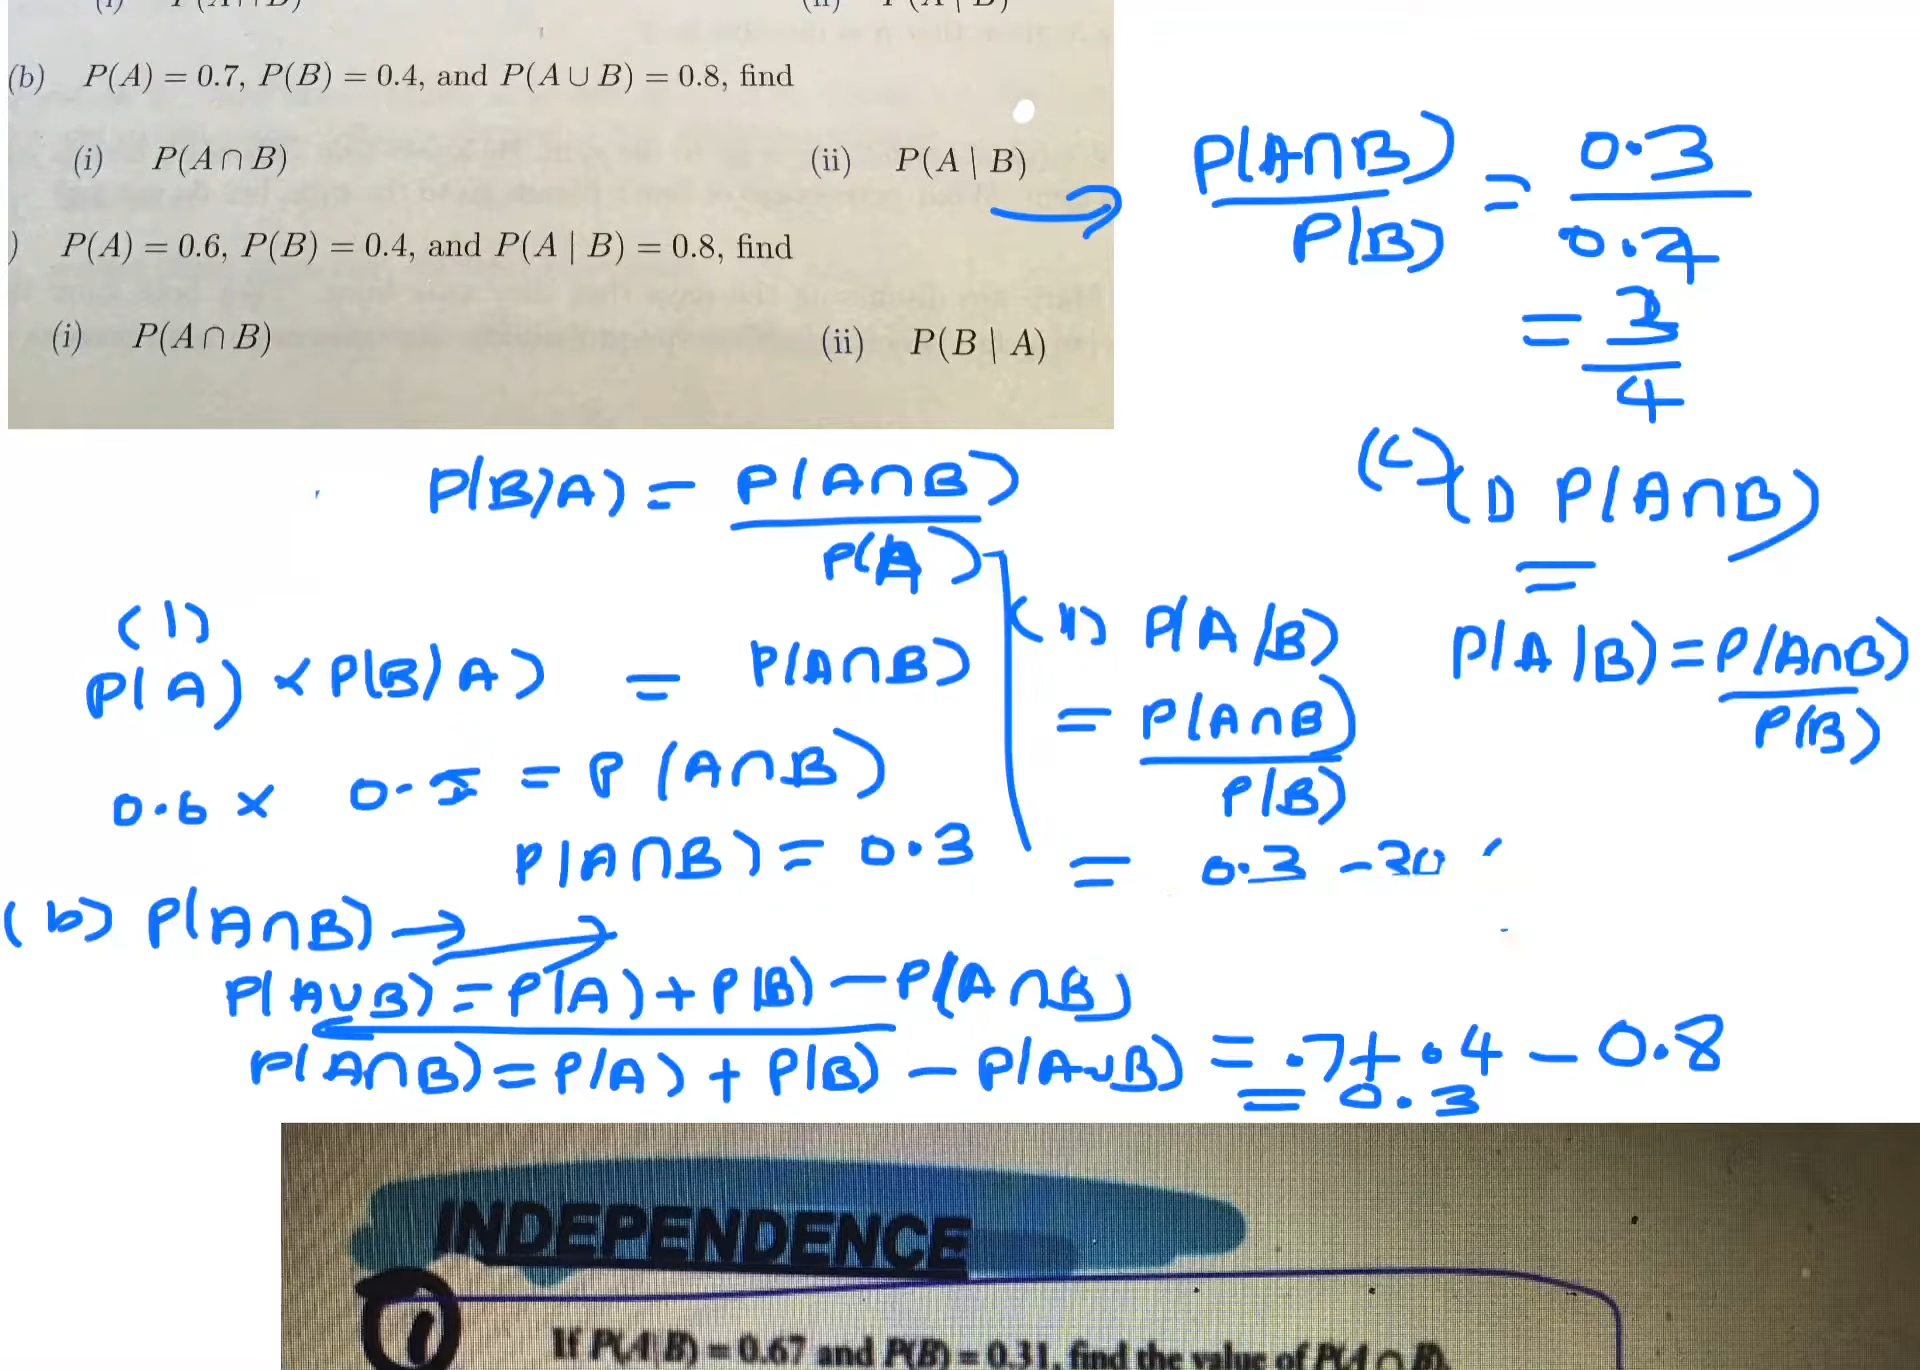 (b) P(A) = 0.7, P(B) = 0.4, and P(A ∪ B) = 0.8, find
(i) P(A ∩ B) (ii) P(A | B)
) P(A) = 0.6, P(B) = 0.4, and P(A | B) = 0.8, find
(i) P(A ∩ B) (ii) P(B | A)
P(A∩B) / P(B) = 0.3 / 0.4
= 3 / 4
P(B/A) = P(A∩B) / P(A)
(1)
P(A) × P(B/A) = P(A∩B)
0.6 × 0.5 = P(A∩B)
P(A∩B) = 0.3
(11) P(A/B)
= P(A∩B) / P(B)
= 0.3
(C) (1) P(A∩B)
=
P(A/B) = P(A∩B) / P(B)
(b) P(A∩B) →
P(A∪B) = P(A) + P(B) − P(A∩B)
P(A∩B) = P(A) + P(B) − P(A∪B) = .7 + .4 − 0.8
= 0.3
INDEPENDENCE
1 If P(A|B) = 0.67 and P(B) = 0.31, find the value of P(A ∩ B).